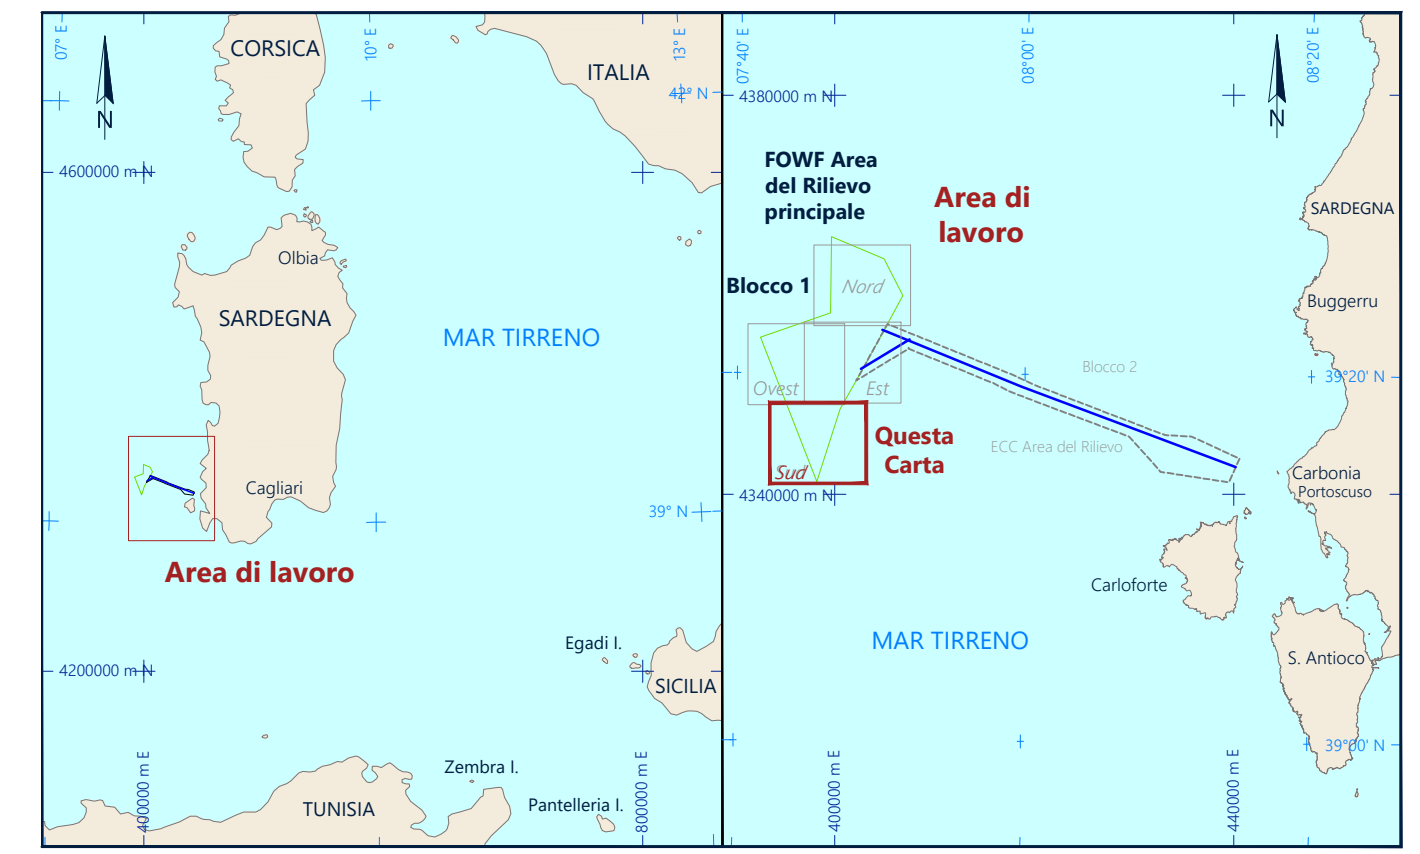 07° E
10° E
13° E
CORSICA
ITALIA
42° N
N
4600000 m N
Olbia
SARDEGNA
MAR TIRRENO
Cagliari
39° N
Area di lavoro
Egadi I.
4200000 m N
SICILIA
400000 m E
800000 m E
Zembra I.
Pantelleria I.
TUNISIA
07°40' E
08°00' E
08°20' E
4380000 m N
N
FOWF Area
del Rilievo
principale
Area di
lavoro
SARDEGNA
Blocco 1
Nord
Buggerru
Blocco 2
39°20' N
Ovest
Est
Questa
Carta
ECC Area del Rilievo
Sud
Carbonia
Portoscuso
4340000 m N
Carloforte
MAR TIRRENO
S. Antioco
39°00' N
400000 m E
440000 m E